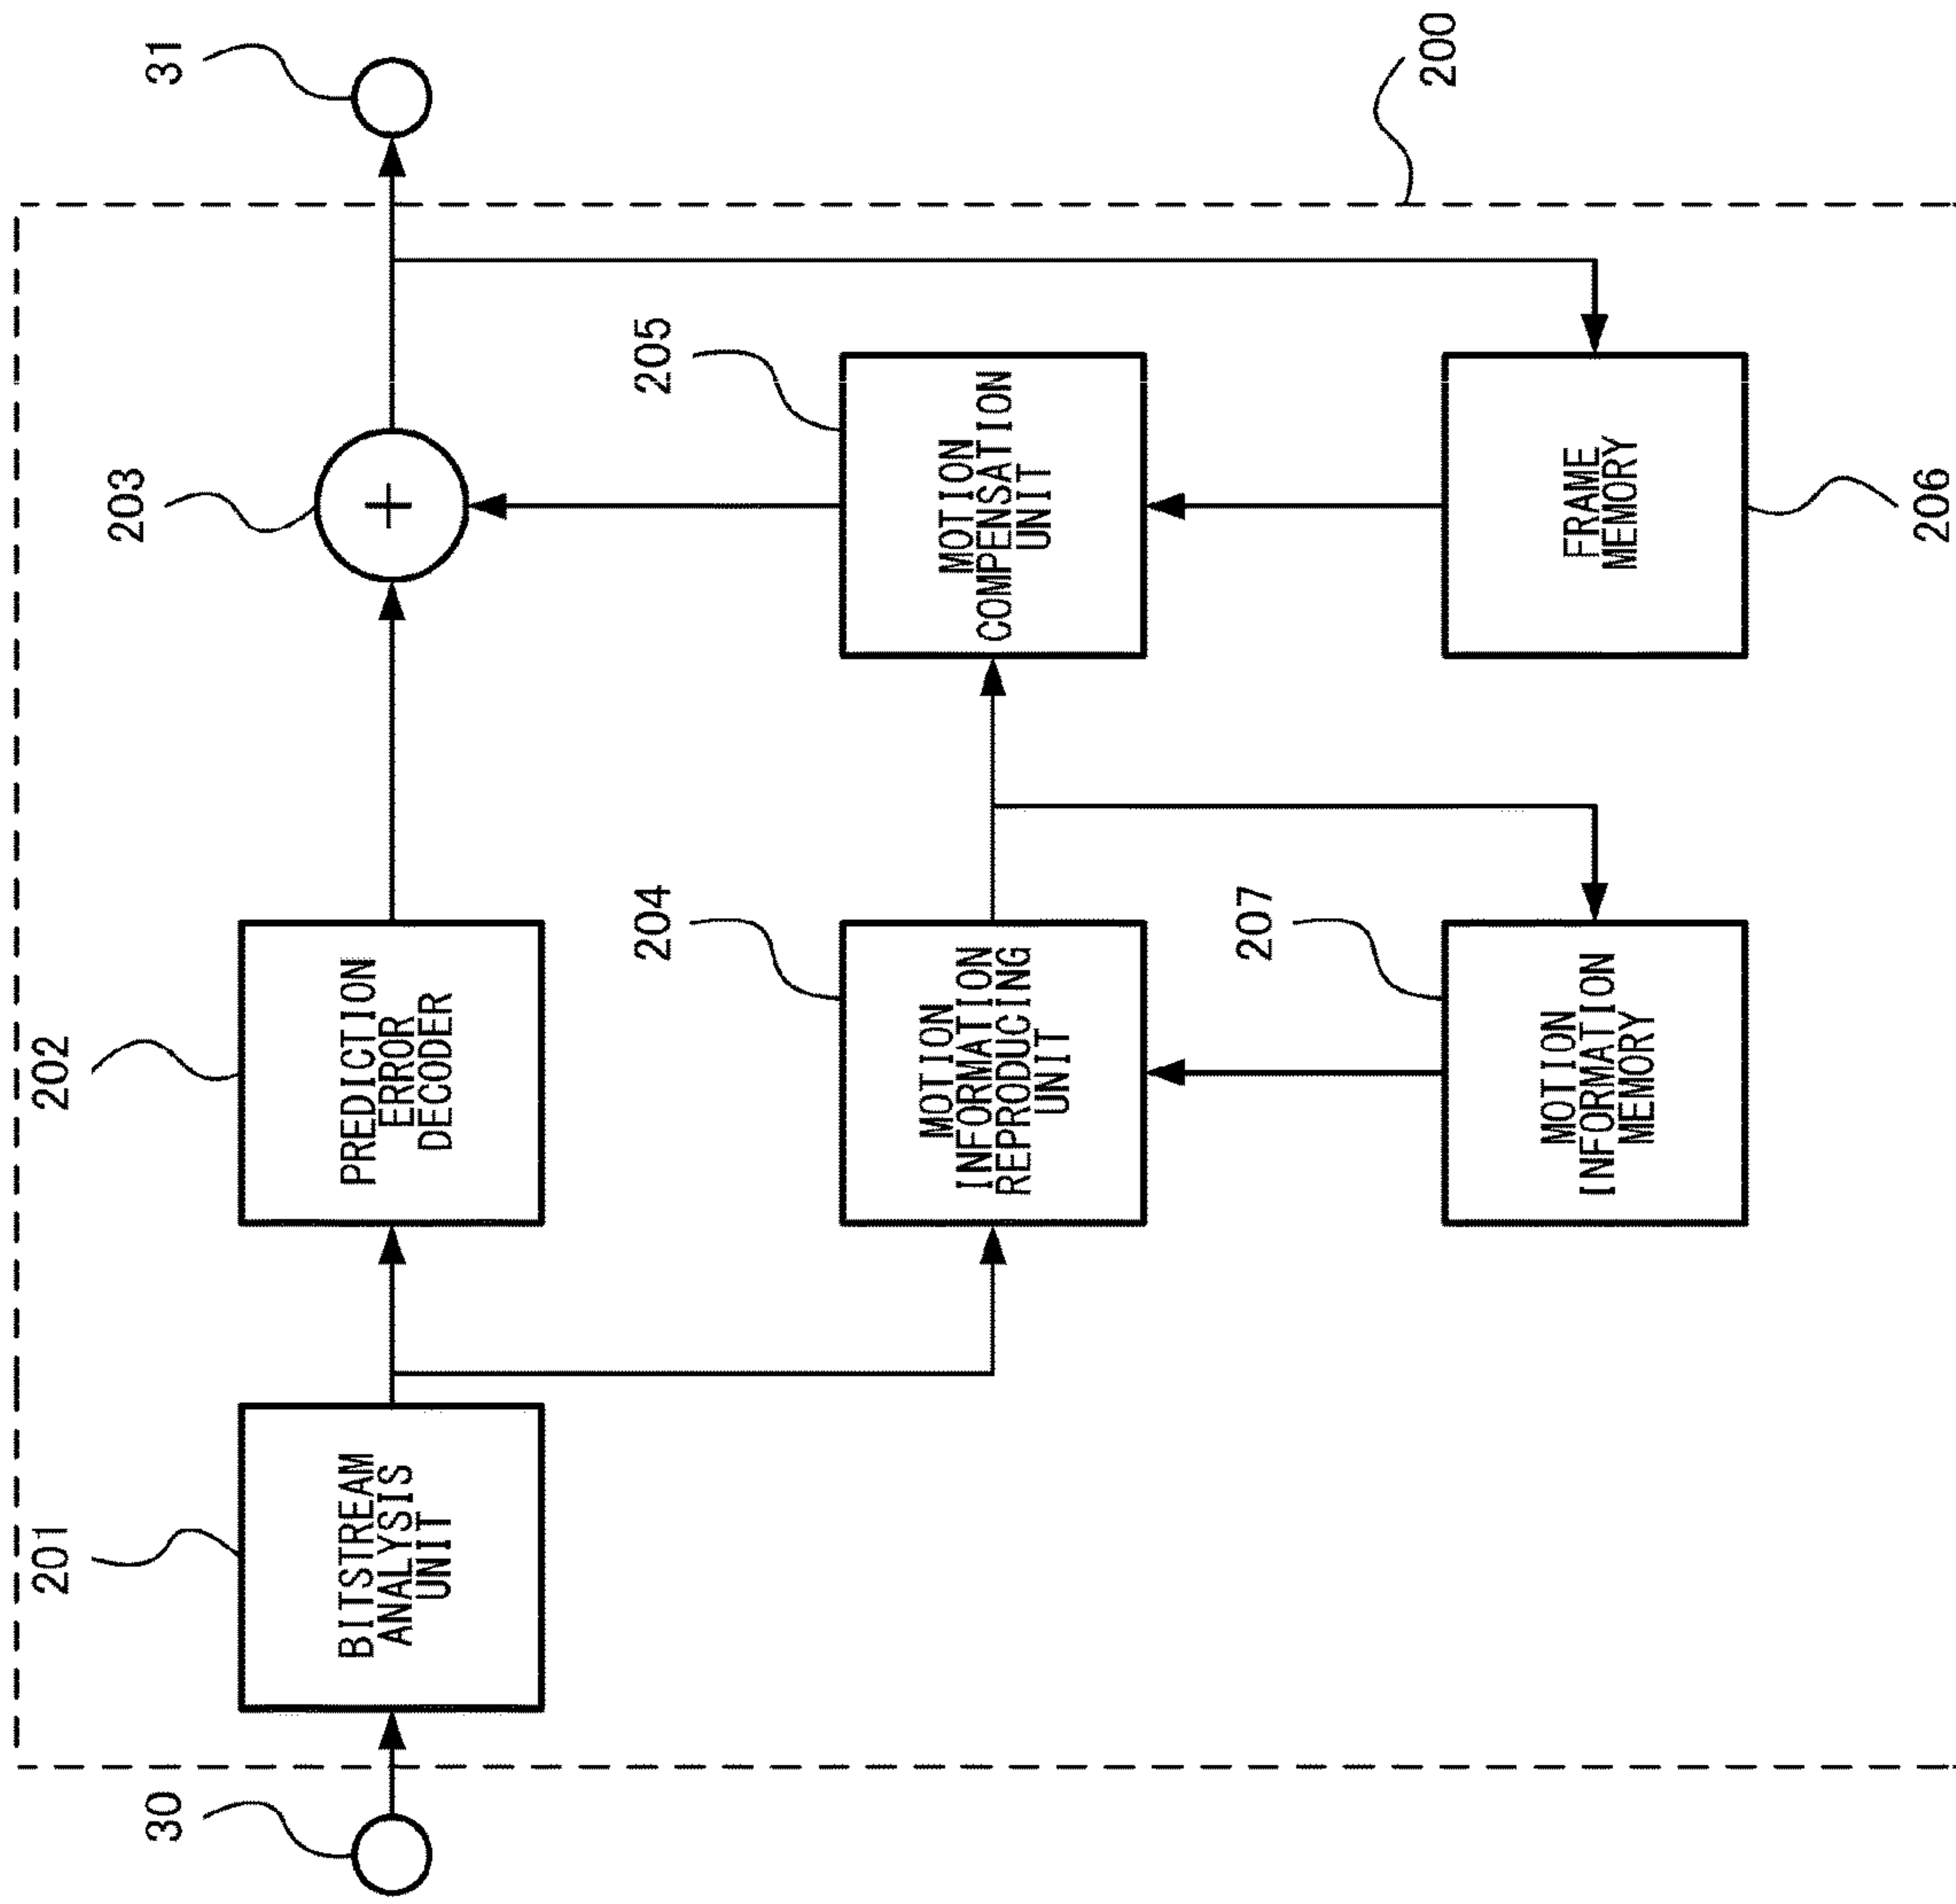 30
201
BITSTREAM
ANALYSIS
UNIT
202
PREDICTION
ERROR
DECODER
203
+
31
204
MOTION
INFORMATION
REPRODUCING
UNIT
205
MOTION
COMPENSATION
UNIT
207
MOTION
INFORMATION
MEMORY
FRAME
MEMORY
206
200